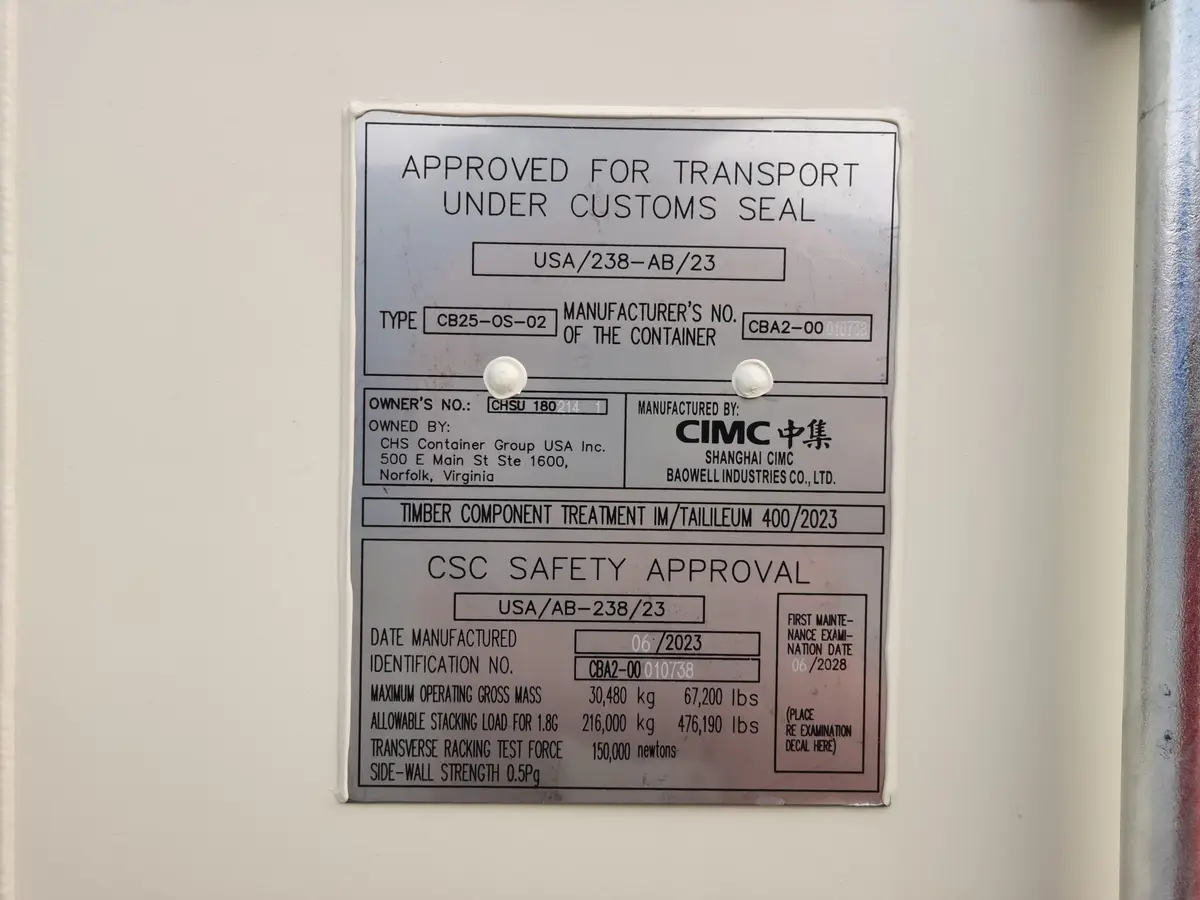 APPROVED FOR TRANSPORT
UNDER CUSTOMS SEAL
USA/238-AB/23
TYPE CB25-OS-02 MANUFACTURER'S NO. OF THE CONTAINER CBA2-00 010738
OWNER'S NO.: CHSU 180214 1
OWNED BY:
CHS Container Group USA Inc.
500 E Main St Ste 1600,
Norfolk, Virginia
MANUFACTURED BY:
CIMC 中集
SHANGHAI CIMC
BAOWELL INDUSTRIES CO., LTD.
TIMBER COMPONENT TREATMENT IM/TAILILEUM 400/2023
CSC SAFETY APPROVAL
USA/AB-238/23
DATE MANUFACTURED 06/2023
IDENTIFICATION NO. CBA2-00 010738
MAXIMUM OPERATING GROSS MASS 30,480 kg 67,200 lbs
ALLOWABLE STACKING LOAD FOR 1.8G 216,000 kg 476,190 lbs
TRANSVERSE RACKING TEST FORCE 150,000 newtons
SIDE-WALL STRENGTH 0.5Pg
FIRST MAINTE-
NANCE EXAMI-
NATION DATE
06/2028
(PLACE
RE EXAMINATION
DECAL HERE)